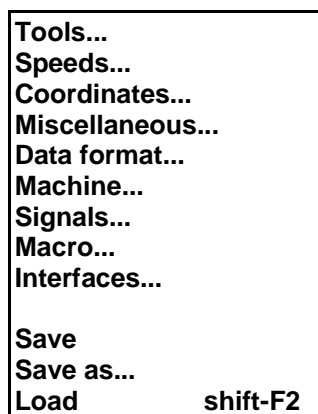 Tools...
Speeds...
Coordinates...
Miscellaneous...
Data format...
Machine...
Signals...
Macro...
Interfaces...
Save
Save as...
Load shift-F2